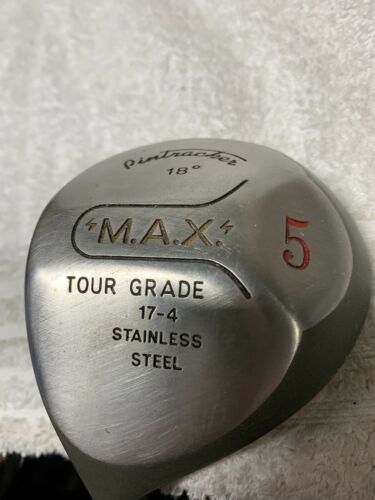 Pintracker
18°
M.A.X.
5
TOUR GRADE
17-4
STAINLESS
STEEL